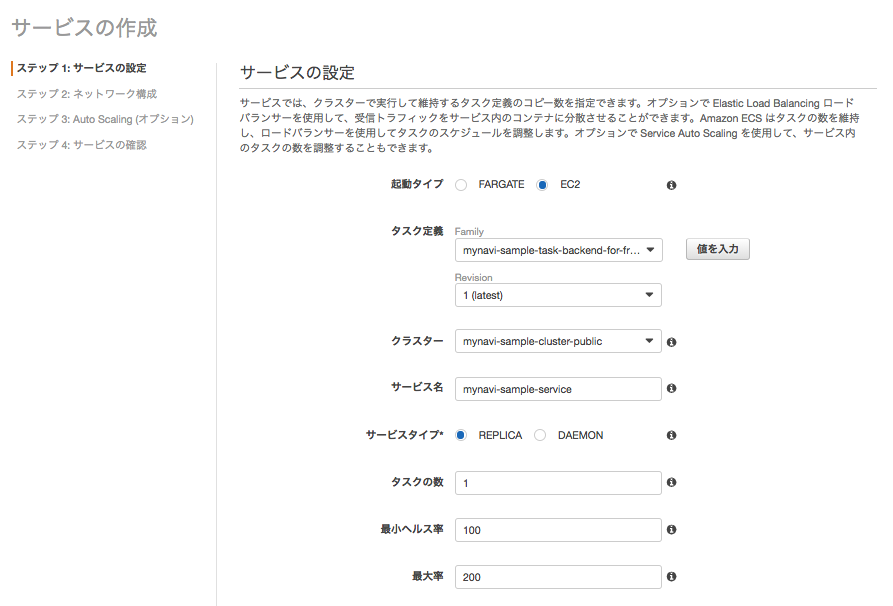 サービスの作成
ステップ 1: サービスの設定
ステップ 2: ネットワーク構成
ステップ 3: Auto Scaling (オプション)
ステップ 4: サービスの確認
サービスの設定
サービスでは、クラスターで実行して維持するタスク定義のコピー数を指定できます。オプションで Elastic Load Balancing ロード
バランサーを使用して、受信トラフィックをサービス内のコンテナに分散させることができます。Amazon ECS はタスクの数を維持
し、ロードバランサーを使用してタスクのスケジュールを調整します。オプションで Service Auto Scaling を使用して、サービス内
のタスクの数を調整することもできます。
起動タイプ FARGATE EC2
タスク定義 Family
mynavi-sample-task-backend-for-fr... 値を入力
Revision
1 (latest)
クラスター mynavi-sample-cluster-public
サービス名 mynavi-sample-service
サービスタイプ* REPLICA DAEMON
タスクの数 1
最小ヘルス率 100
最大率 200